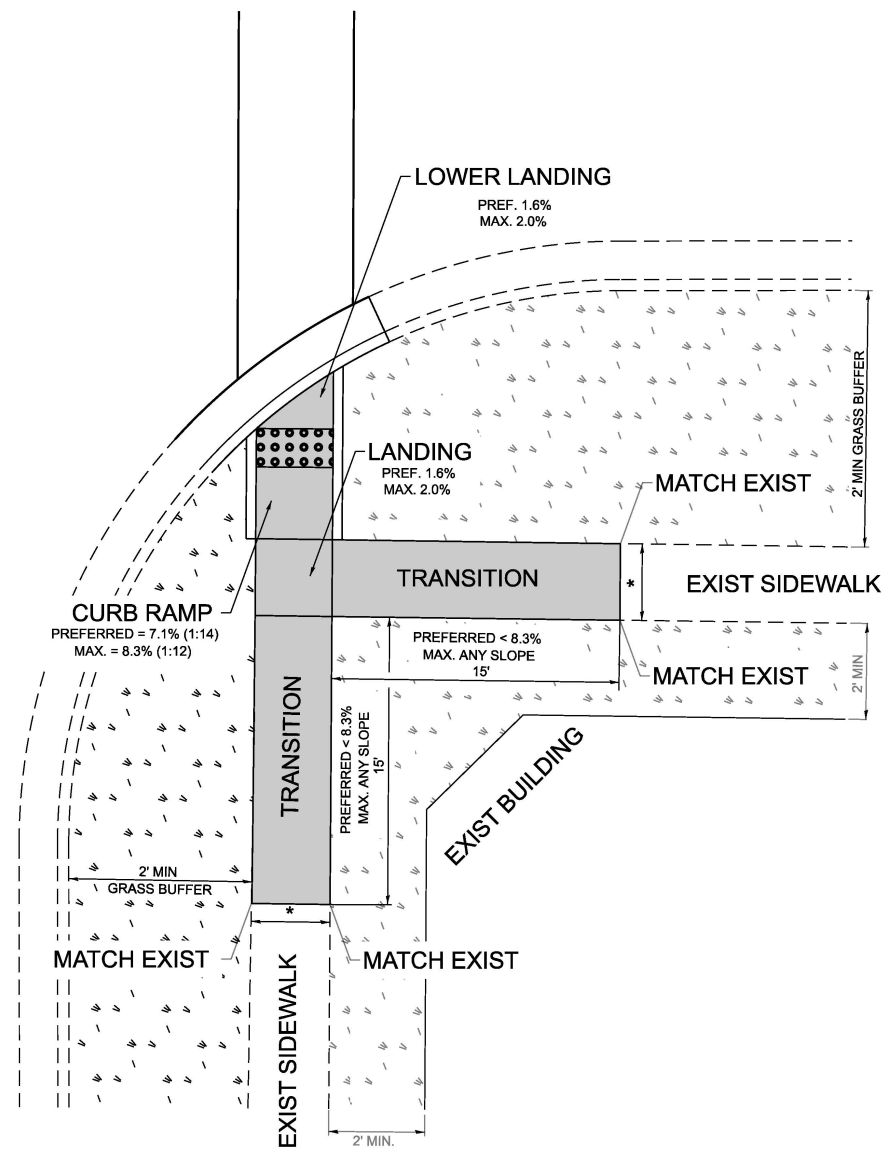 LOWER LANDING
PREF. 1.6%
MAX. 2.0%
2' MIN GRASS BUFFER
LANDING
PREF. 1.6%
MAX. 2.0%
MATCH EXIST
TRANSITION
*
EXIST SIDEWALK
CURB RAMP
PREFERRED = 7.1% (1:14)
MAX. = 8.3% (1:12)
PREFERRED < 8.3%
MAX. ANY SLOPE
15'
MATCH EXIST
2' MIN
TRANSITION
PREFERRED < 8.3%
MAX. ANY SLOPE
15'
EXIST BUILDING
2' MIN
GRASS BUFFER
*
MATCH EXIST
MATCH EXIST
EXIST SIDEWALK
2' MIN.